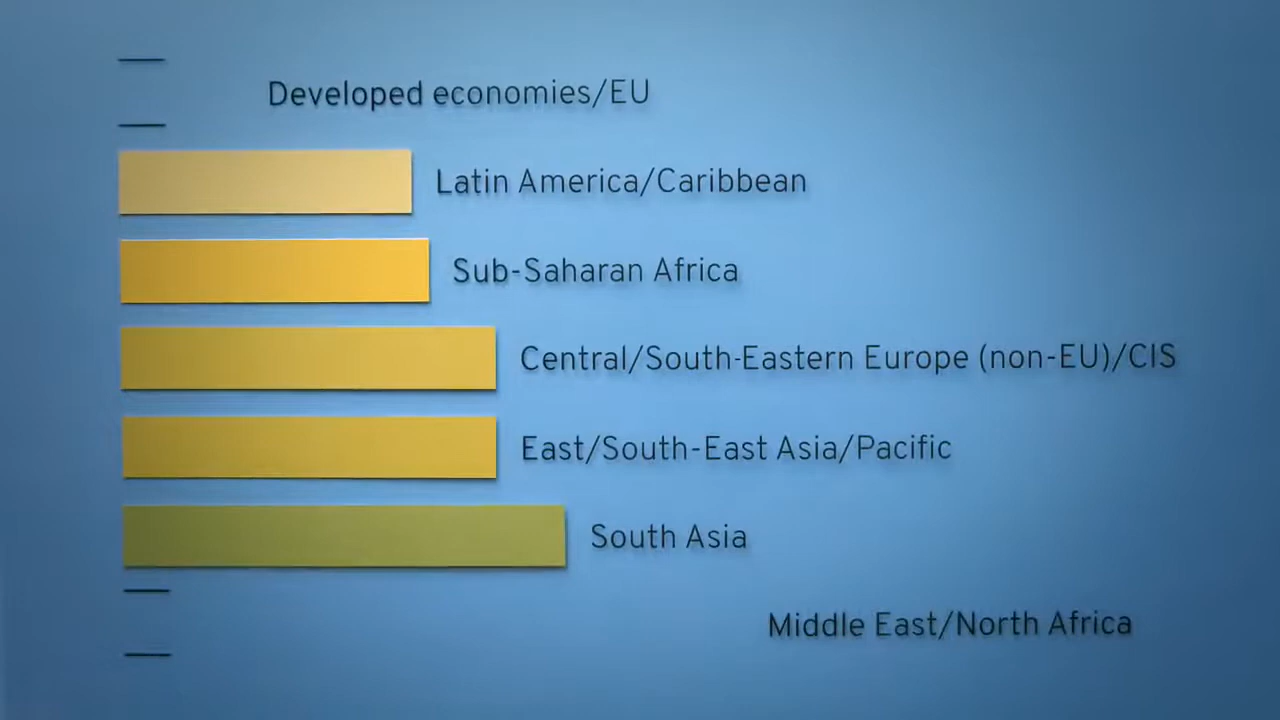 Developed economies/EU
Latin America/Caribbean
Sub-Saharan Africa
Central/South-Eastern Europe (non-EU)/CIS
East/South-East Asia/Pacific
South Asia
Middle East/North Africa